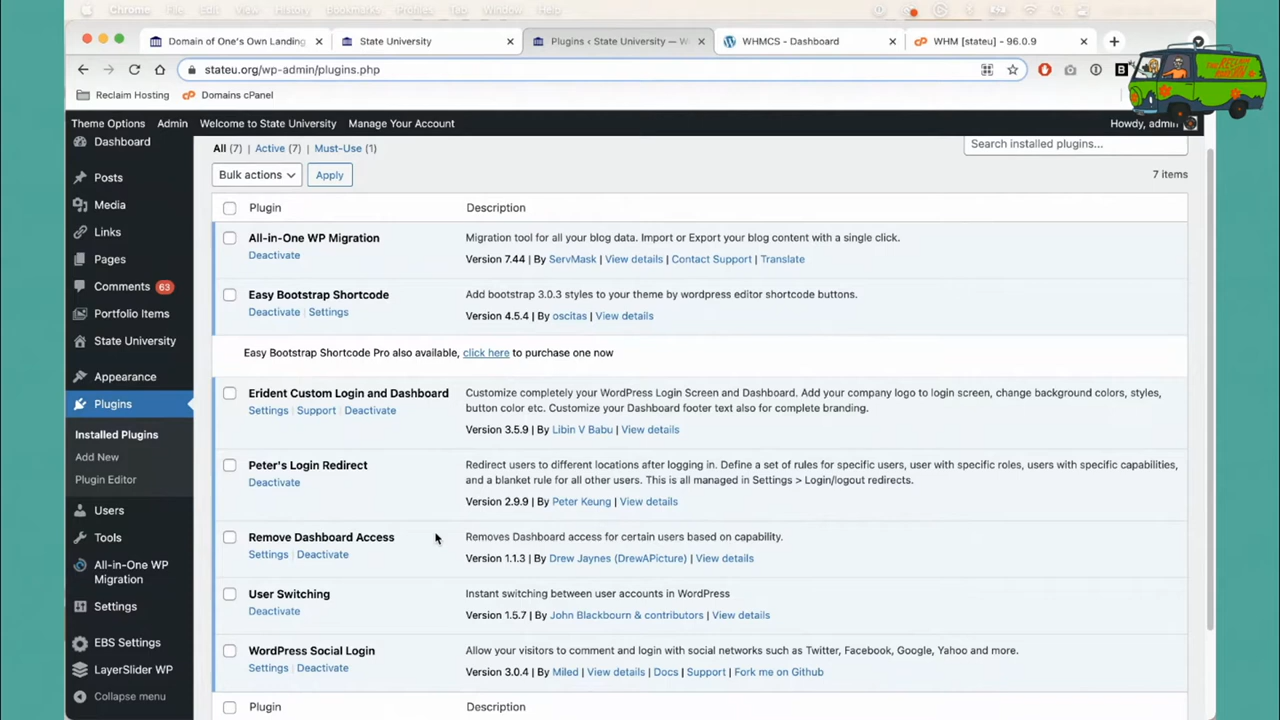 Chrome File Edit View History Bookmarks Profiles Tab Window Help
Domain of One's Own Landing
State University
Plugins ‹ State University — W
WHMCS - Dashboard
WHM [stateu] - 96.0.9
stateu.org/wp-admin/plugins.php
Reclaim Hosting
Domains cPanel
Theme Options Admin Welcome to State University Manage Your Account
Howdy, admin
Dashboard
Posts
Media
Links
Pages
Comments 63
Portfolio Items
State University
Appearance
Plugins
Installed Plugins
Add New
Plugin Editor
Users
Tools
All-in-One WP
Migration
Settings
EBS Settings
LayerSlider WP
Collapse menu
All (7) | Active (7) | Must-Use (1)
Search installed plugins...
Bulk actions Apply
7 items
Plugin Description
All-in-One WP Migration
Deactivate
Migration tool for all your blog data. Import or Export your blog content with a single click.
Version 7.44 | By ServMask | View details | Contact Support | Translate
Easy Bootstrap Shortcode
Deactivate | Settings
Add bootstrap 3.0.3 styles to your theme by wordpress editor shortcode buttons.
Version 4.5.4 | By oscitas | View details
Easy Bootstrap Shortcode Pro also available, click here to purchase one now
Erident Custom Login and Dashboard
Settings | Support | Deactivate
Customize completely your WordPress Login Screen and Dashboard. Add your company logo to login screen, change background colors, styles,
button color etc. Customize your Dashboard footer text also for complete branding.
Version 3.5.9 | By Libin V Babu | View details
Peter's Login Redirect
Deactivate
Redirect users to different locations after logging in. Define a set of rules for specific users, user with specific roles, users with specific capabilities,
and a blanket rule for all other users. This is all managed in Settings > Login/logout redirects.
Version 2.9.9 | By Peter Keung | View details
Remove Dashboard Access
Settings | Deactivate
Removes Dashboard access for certain users based on capability.
Version 1.1.3 | By Drew Jaynes (DrewAPicture) | View details
User Switching
Deactivate
Instant switching between user accounts in WordPress
Version 1.5.7 | By John Blackbourn & contributors | View details
WordPress Social Login
Settings | Deactivate
Allow your visitors to comment and login with social networks such as Twitter, Facebook, Google, Yahoo and more.
Version 3.0.4 | By Miled | View details | Docs | Support | Fork me on Github
Plugin Description